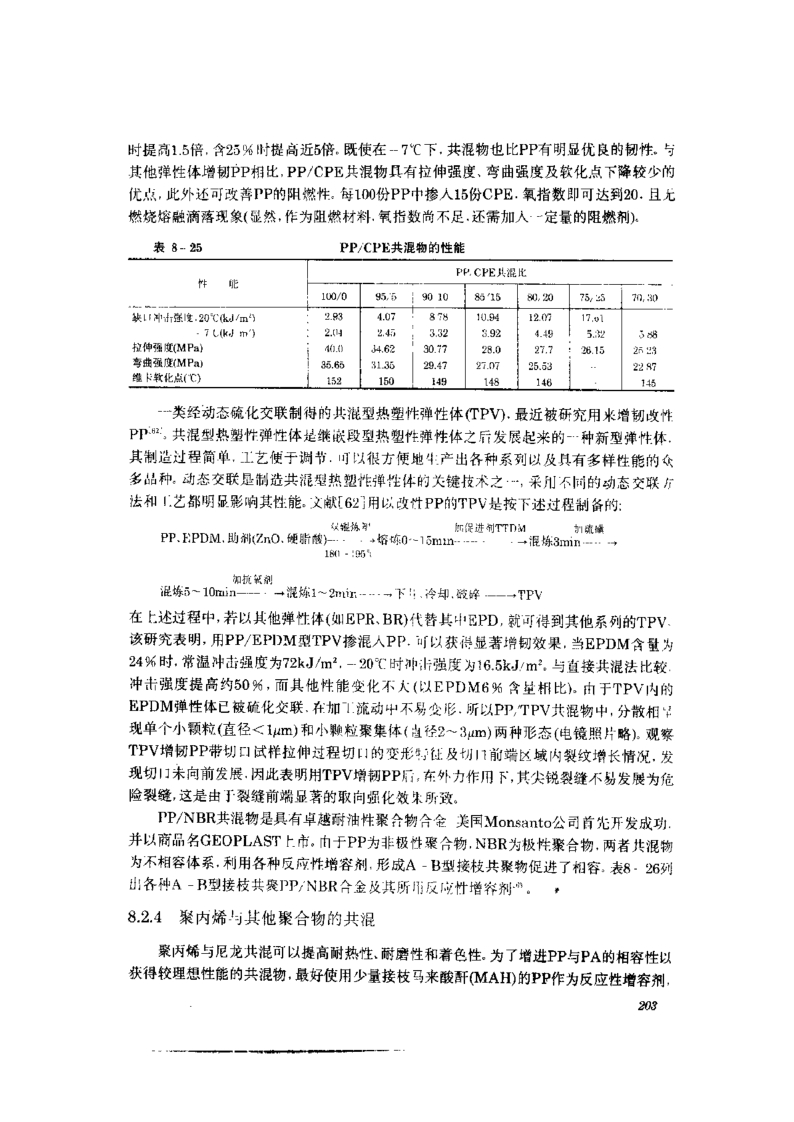 时提高1.5倍,含25%时提高近5倍。既使在-7℃下,共混物也比PP有明显优良的韧性。与
其他弹性体增韧PP相比,PP/CPE共混物具有拉伸强度、弯曲强度及软化点下降较少的
优点,此外还可改善PP的阻燃性。每100份PP中掺入15份CPE,氧指数即可达到20,且无
燃烧熔融滴落现象(显然,作为阻燃材料,氧指数尚不足,还需加入一定量的阻燃剂)。
表 8-25 PP/CPE共混物的性能
性 能 PP/CPE共混比
100/0 95/5 90/10 85/15 80/20 75/25 70/30
缺口冲击强度,20℃(kJ/m²) 2.93 4.07 8.78 10.94 12.07 17.61
-7℃(kJ/m²) 2.04 2.45 3.32 3.92 4.49 5.32 5.88
拉伸强度(MPa) 40.0 34.62 30.77 28.0 27.7 26.15 25.23
弯曲强度(MPa) 35.65 31.35 29.47 27.07 25.53 -- 22.87
维卡软化点(℃) 152 150 149 148 146 145
一类经动态硫化交联制得的共混型热塑性弹性体(TPV),最近被研究用来增韧改性
PP[62]。共混型热塑性弹性体是继嵌段型热塑性弹性体之后发展起来的一种新型弹性体,
其制造过程简单,工艺便于调节,可以很方便地生产出各种系列以及具有多样性能的众
多品种。动态交联是制造共混型热塑性弹性体的关键技术之一,采用不同的动态交联方
法和工艺都明显影响其性能。文献[62]用以改性PP的TPV是按下述过程制备的:
双辊炼 加促进剂TTDM 加硫磺
PP、EPDM、助剂(ZnO、硬脂酸)——→熔炼0~15min——→混炼3min——→
180-195℃
加抗氧剂
混炼5~10min——→混炼1~2min——→下片、冷却、破碎——→TPV
在上述过程中,若以其他弹性体(如EPR、BR)代替其中EPD,就可得到其他系列的TPV。
该研究表明,用PP/EPDM型TPV掺混入PP,可以获得显著增韧效果,当EPDM含量为
24%时,常温冲击强度为72kJ/m²,-20℃时冲击强度为16.5kJ/m²。与直接共混法比较,
冲击强度提高约50%,而其他性能变化不大(以EPDM6%含量相比)。由于TPV内的
EPDM弹性体已被硫化交联,在加工流动中不易变形,所以PP/TPV共混物中,分散相呈
现单个小颗粒(直径<1μm)和小颗粒聚集体(直径2~3μm)两种形态(电镜照片略)。观察
TPV增韧PP带切口试样拉伸过程切口的变形特征及切口前端区域内裂纹增长情况,发
现切口未向前发展,因此表明用TPV增韧PP后,在外力作用下,其尖锐裂缝不易发展为危
险裂缝,这是由于裂缝前端显著的取向强化效果所致。
PP/NBR共混物是具有卓越耐油性聚合物合金 美国Monsanto公司首先开发成功,
并以商品名GEOPLAST上市。由于PP为非极性聚合物,NBR为极性聚合物,两者共混物
为不相容体系,利用各种反应性增容剂,形成A-B型接枝共聚物促进了相容。表8-26列
出各种A-B型接枝共聚PP/NBR合金及其所用反应性增容剂。
8.2.4 聚丙烯与其他聚合物的共混
聚丙烯与尼龙共混可以提高耐热性、耐磨性和着色性。为了增进PP与PA的相容性以
获得较理想性能的共混物,最好使用少量接枝马来酸酐(MAH)的PP作为反应性增容剂,
203